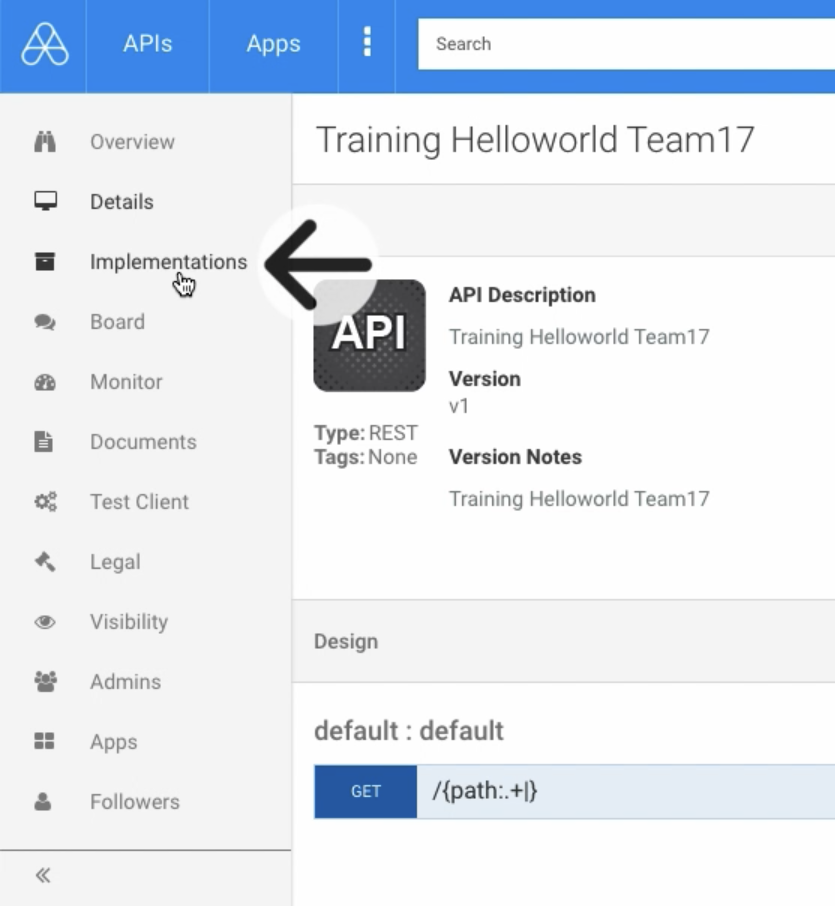 APIs
Apps
Search
Overview
Details
Implementations
Board
Monitor
Documents
Test Client
Legal
Visibility
Admins
Apps
Followers
Training Helloworld Team17
API
Type: REST
Tags: None
API Description
Training Helloworld Team17
Version
v1
Version Notes
Training Helloworld Team17
Design
default : default
GET /{path:.+|}